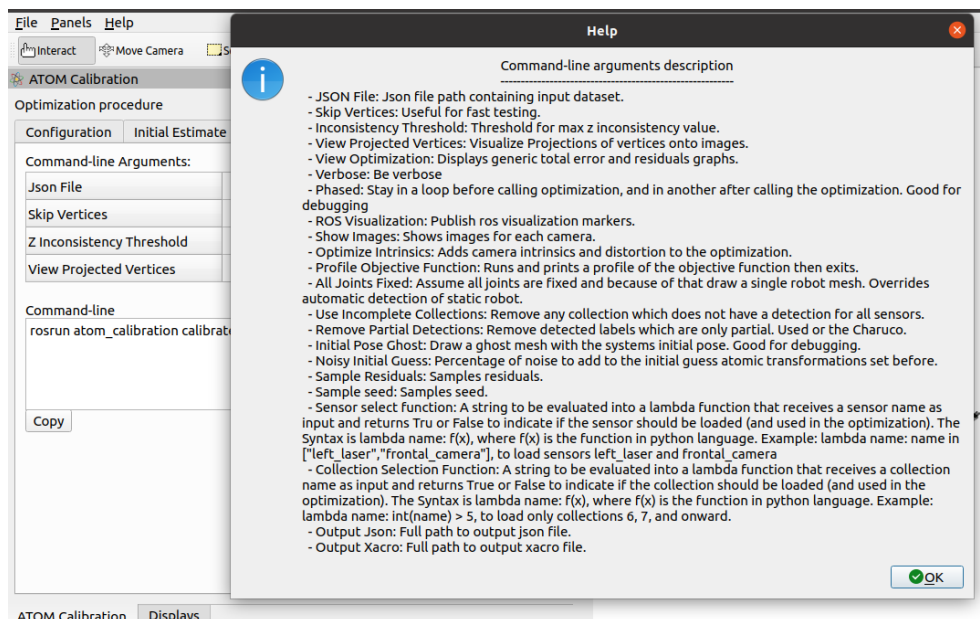 File Panels Help
Interact Move Camera S
ATOM Calibration
Optimization procedure
Configuration Initial Estimate
Command-line Arguments:
Json File
Skip Vertices
Z Inconsistency Threshold
View Projected Vertices
Command-line
rosrun atom_calibration calibrate
Copy
ATOM Calibration Displays
Help
Command-line arguments description
------------------------------------------------------
- JSON File: Json file path containing input dataset.
- Skip Vertices: Useful for fast testing.
- Inconsistency Threshold: Threshold for max z inconsistency value.
- View Projected Vertices: Visualize Projections of vertices onto images.
- View Optimization: Displays generic total error and residuals graphs.
- Verbose: Be verbose
- Phased: Stay in a loop before calling optimization, and in another after calling the optimization. Good for
debugging
- ROS Visualization: Publish ros visualization markers.
- Show Images: Shows images for each camera.
- Optimize Intrinsics: Adds camera intrinsics and distortion to the optimization.
- Profile Objective Function: Runs and prints a profile of the objective function then exits.
- All Joints Fixed: Assume all joints are fixed and because of that draw a single robot mesh. Overrides
automatic detection of static robot.
- Use Incomplete Collections: Remove any collection which does not have a detection for all sensors.
- Remove Partial Detections: Remove detected labels which are only partial. Used or the Charuco.
- Initial Pose Ghost: Draw a ghost mesh with the systems initial pose. Good for debugging.
- Noisy Initial Guess: Percentage of noise to add to the initial guess atomic transformations set before.
- Sample Residuals: Samples residuals.
- Sample seed: Samples seed.
- Sensor select function: A string to be evaluated into a lambda function that receives a sensor name as
input and returns Tru or False to indicate if the sensor should be loaded (and used in the optimization). The
Syntax is lambda name: f(x), where f(x) is the function in python language. Example: lambda name: name in
["left_laser","frontal_camera"], to load sensors left_laser and frontal_camera
- Collection Selection Function: A string to be evaluated into a lambda function that receives a collection
name as input and returns True or False to indicate if the collection should be loaded (and used in the
optimization). The Syntax is lambda name: f(x), where f(x) is the function in python language. Example:
lambda name: int(name) > 5, to load only collections 6, 7, and onward.
- Output Json: Full path to output json file.
- Output Xacro: Full path to output xacro file.
OK